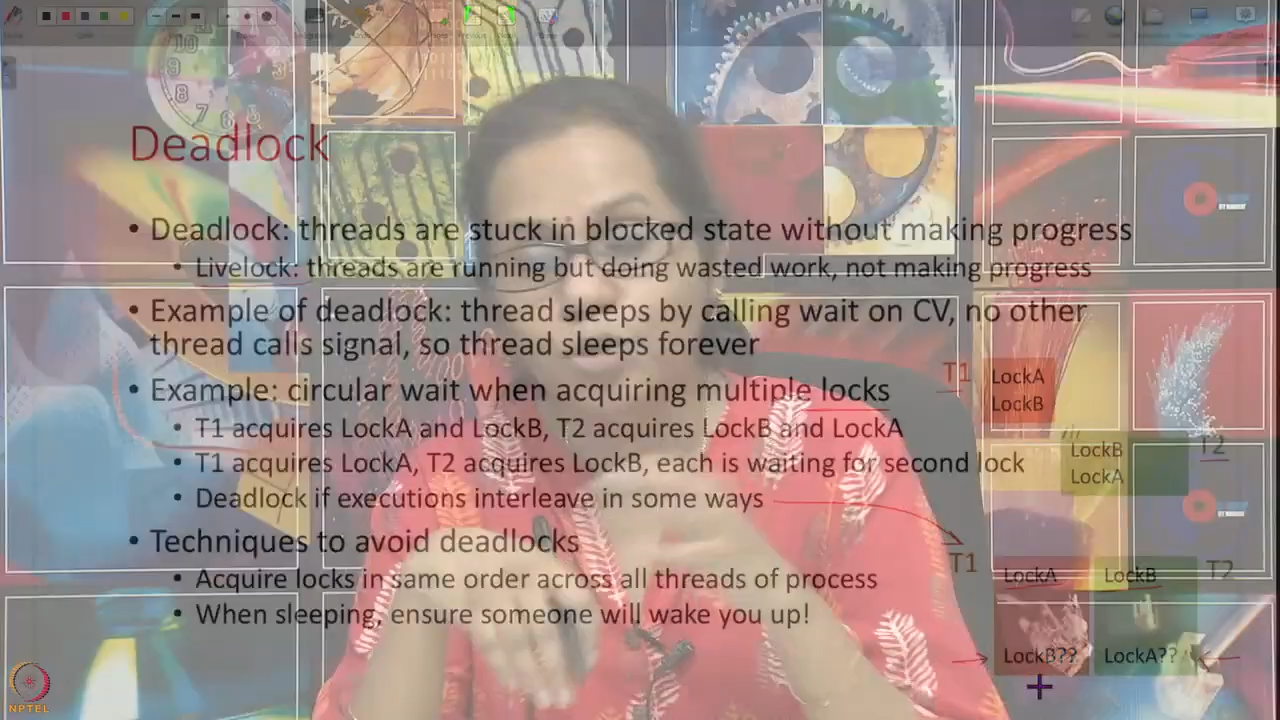 Deadlock
• Deadlock: threads are stuck in blocked state without making progress
• Livelock: threads are running but doing wasted work, not making progress
• Example of deadlock: thread sleeps by calling wait on CV, no other
thread calls signal, so thread sleeps forever
• Example: circular wait when acquiring multiple locks
• T1 acquires LockA and LockB, T2 acquires LockB and LockA
• T1 acquires LockA, T2 acquires LockB, each is waiting for second lock
• Deadlock if executions interleave in some ways
• Techniques to avoid deadlocks
• Acquire locks in same order across all threads of process
• When sleeping, ensure someone will wake you up!
T1
LockA
LockB
LockB
LockA
T2
T1
LockA LockB
T2
LockB?? LockA??
10
9
8
7
6
NPTEL